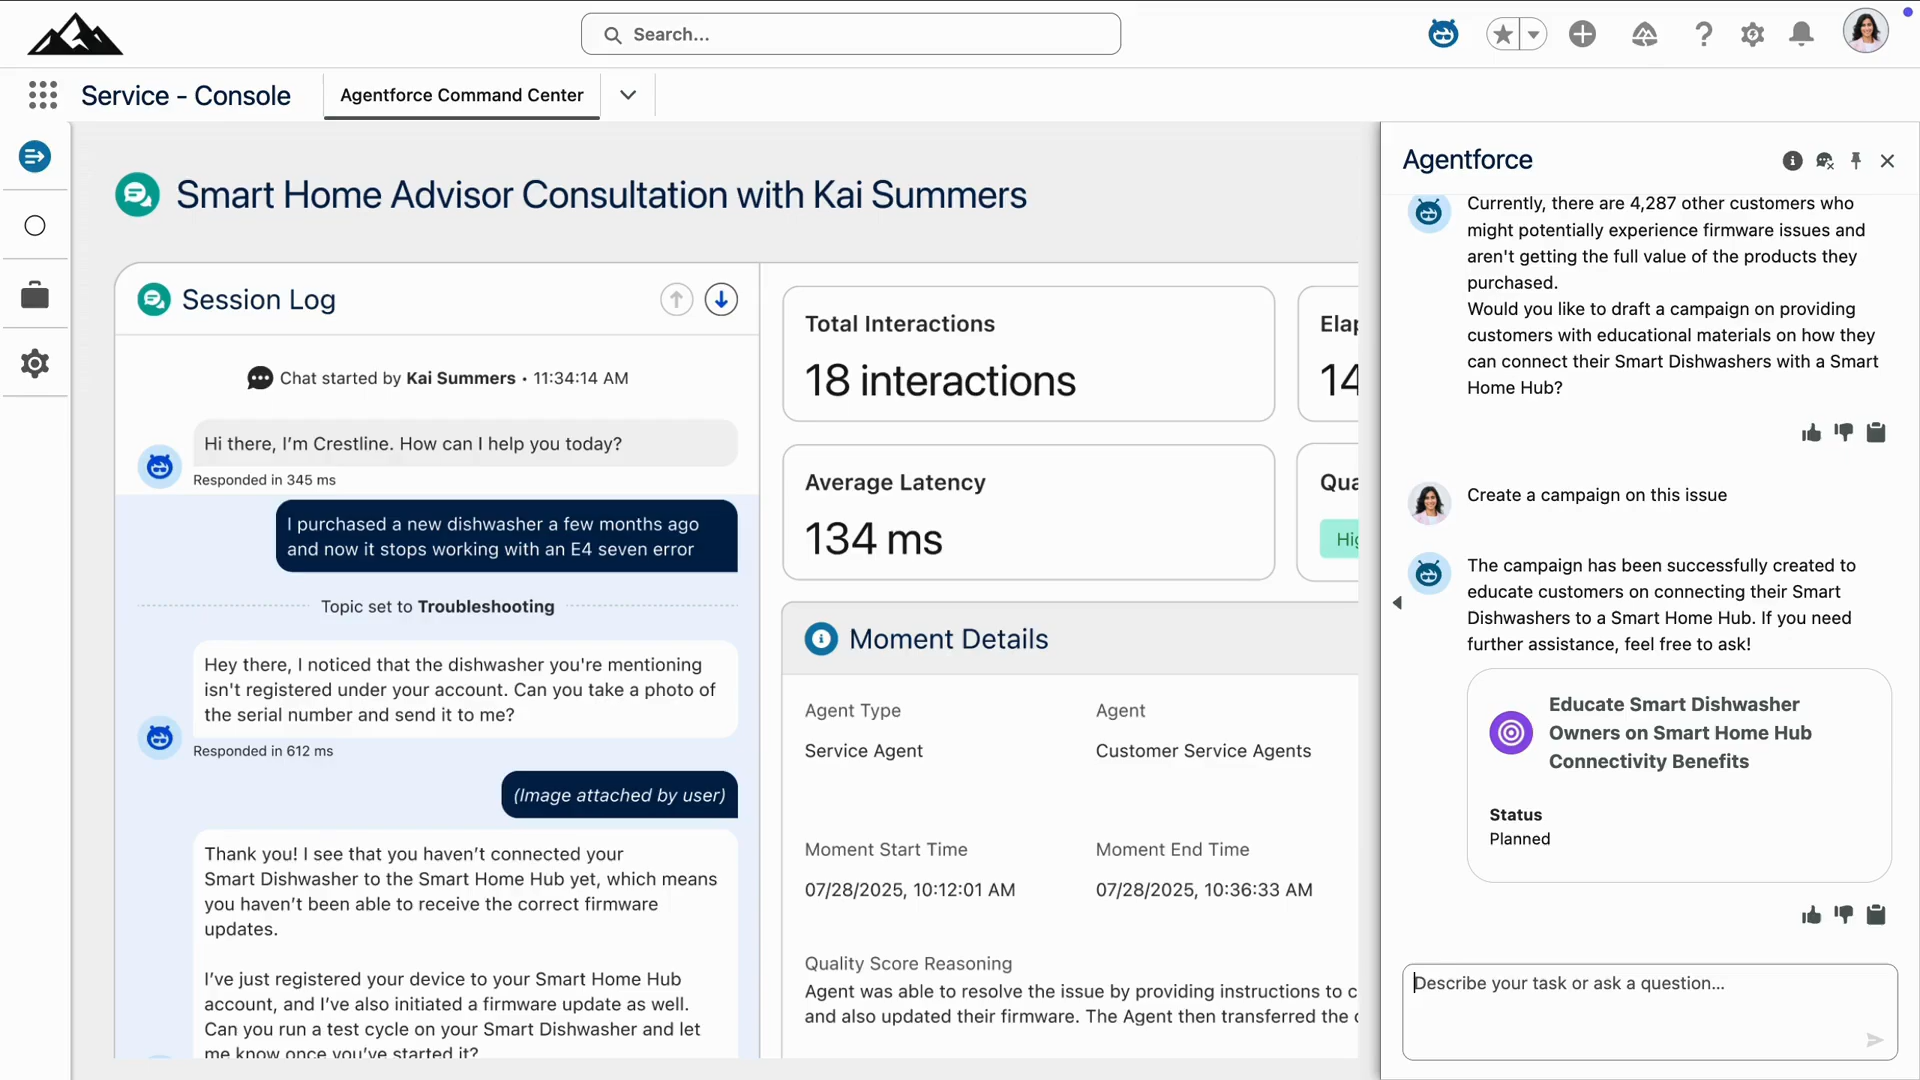 Search...
Service - Console
Agentforce Command Center
Smart Home Advisor Consultation with Kai Summers
Session Log
Chat started by Kai Summers • 11:34:14 AM
Hi there, I’m Crestline. How can I help you today?
Responded in 345 ms
I purchased a new dishwasher a few months ago
and now it stops working with an E4 seven error
Topic set to Troubleshooting
Hey there, I noticed that the dishwasher you're mentioning
isn't registered under your account. Can you take a photo of
the serial number and send it to me?
Responded in 612 ms
(Image attached by user)
Thank you! I see that you haven’t connected your
Smart Dishwasher to the Smart Home Hub yet, which means
you haven’t been able to receive the correct firmware
updates.
I’ve just registered your device to your Smart Home Hub
account, and I’ve also initiated a firmware update as well.
Can you run a test cycle on your Smart Dishwasher and let
me know once you’ve started it?
Total Interactions
18 interactions
Elap
14
Average Latency
134 ms
Qua
Hig
Moment Details
Agent Type
Service Agent
Agent
Customer Service Agents
Moment Start Time
07/28/2025, 10:12:01 AM
Moment End Time
07/28/2025, 10:36:33 AM
Quality Score Reasoning
Agent was able to resolve the issue by providing instructions to c
and also updated their firmware. The Agent then transferred the c
Agentforce
Currently, there are 4,287 other customers who
might potentially experience firmware issues and
aren't getting the full value of the products they
purchased.
Would you like to draft a campaign on providing
customers with educational materials on how they
can connect their Smart Dishwashers with a Smart
Home Hub?
Create a campaign on this issue
The campaign has been successfully created to
educate customers on connecting their Smart
Dishwashers to a Smart Home Hub. If you need
further assistance, feel free to ask!
Educate Smart Dishwasher
Owners on Smart Home Hub
Connectivity Benefits
Status
Planned
Describe your task or ask a question...